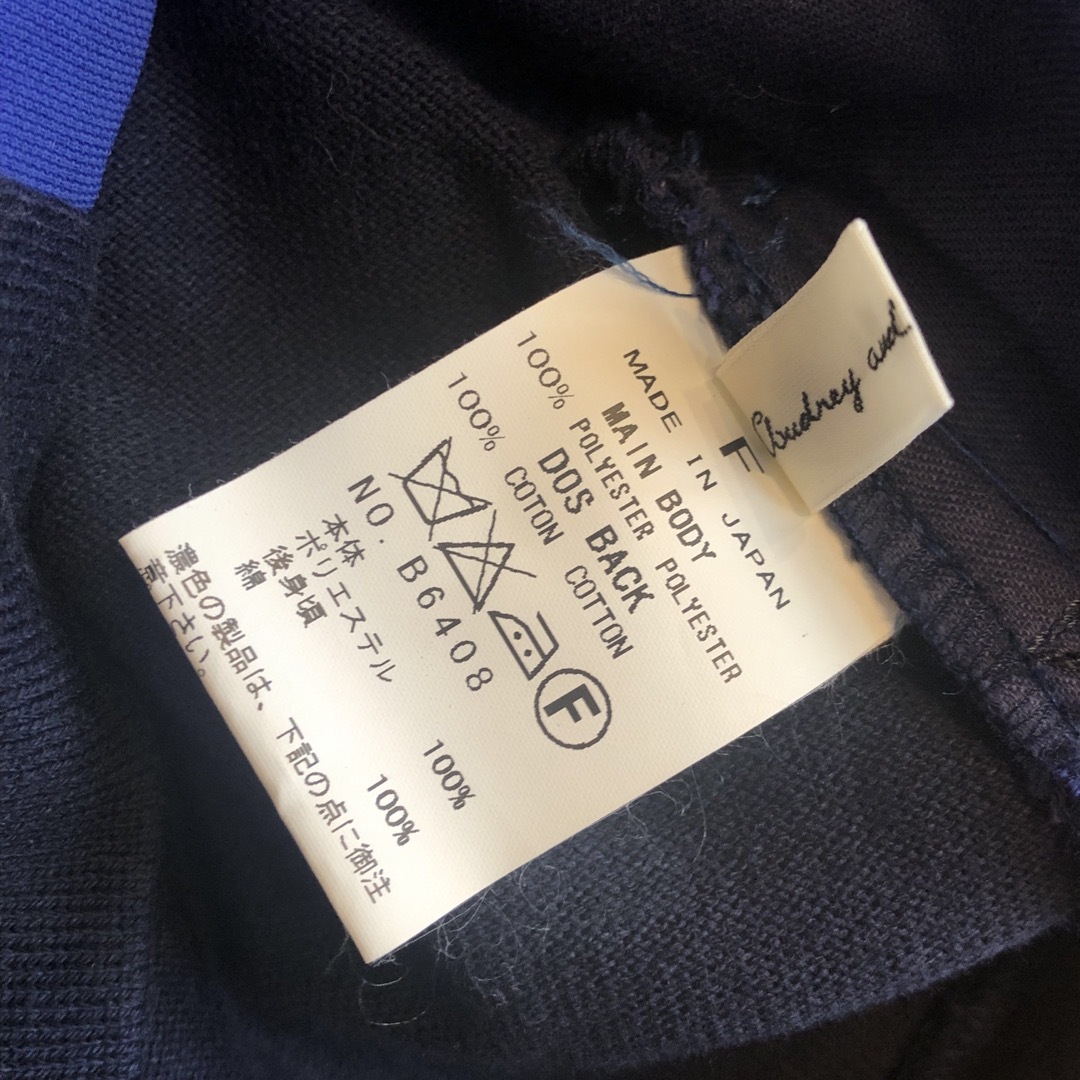 Audrey and.
F
MADE IN JAPAN
MAIN BODY
100% POLYESTER POLYESTER
DOS BACK
100% COTON COTTON
F
NO. B6408
本体
ポリエステル 100%
後身頃
綿 100%
濃色の製品は、下記の点に御注
意下さい。